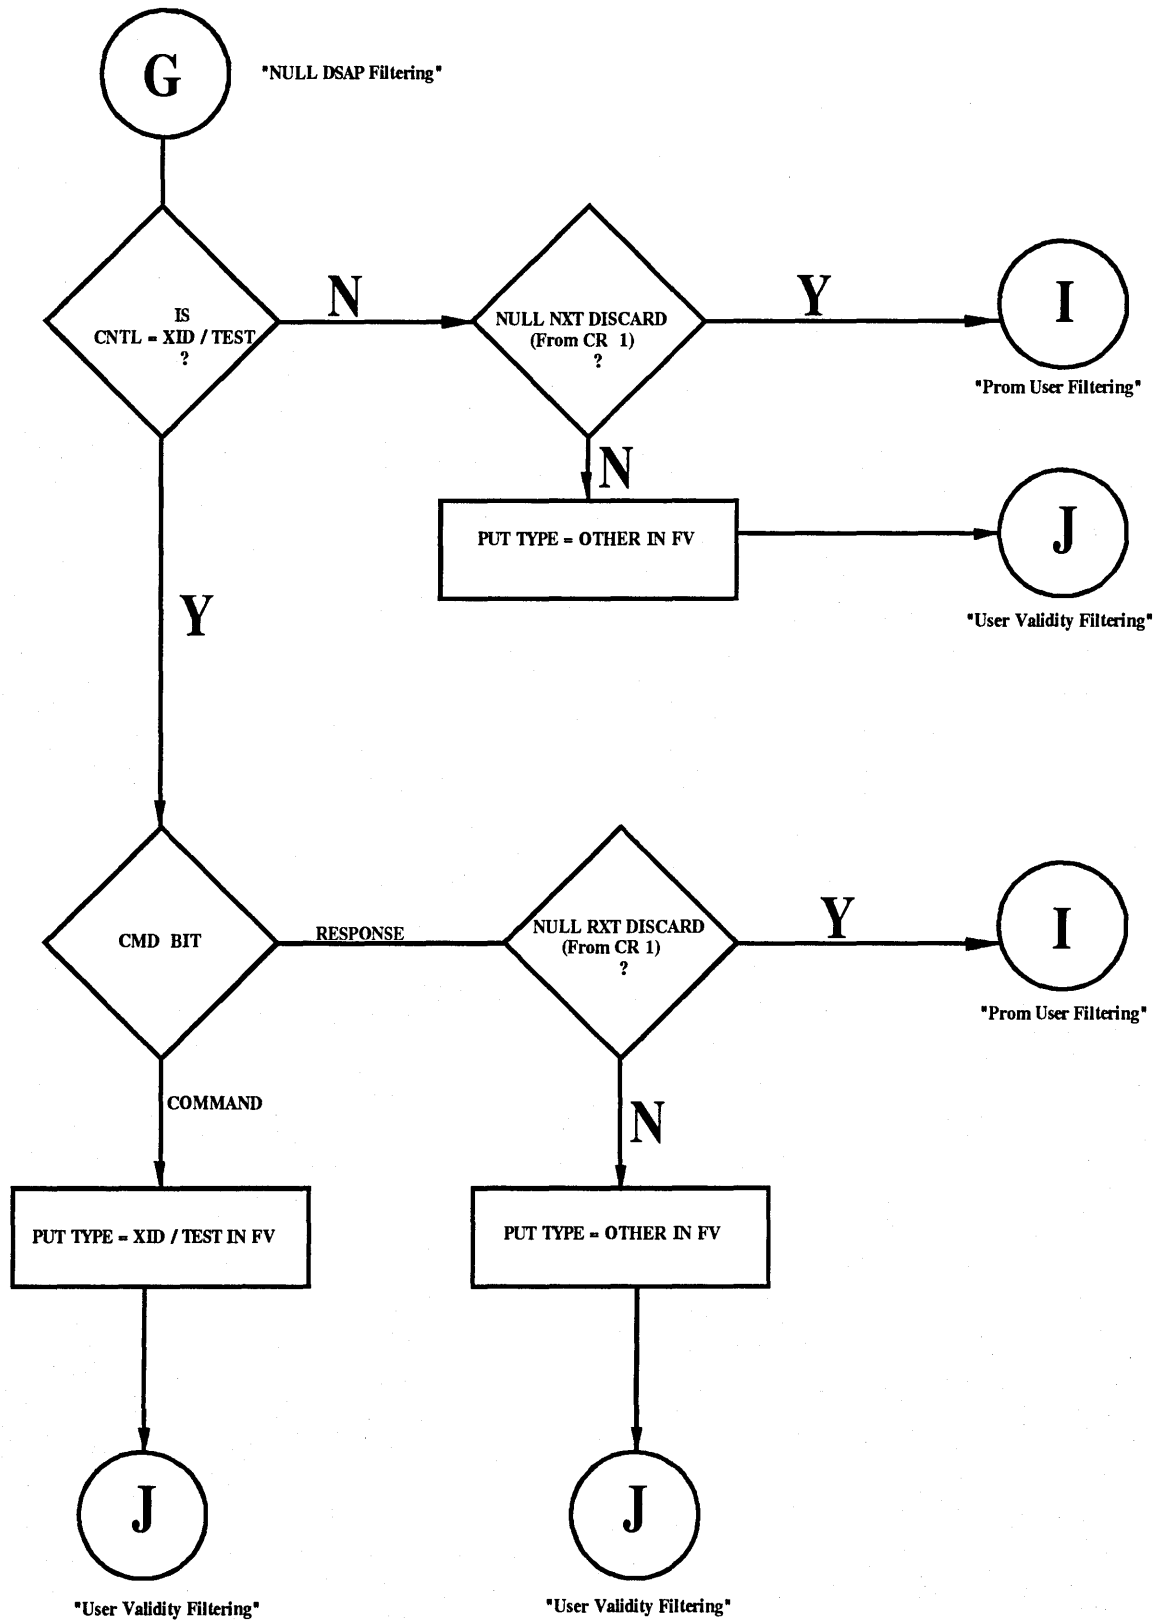 G
"NULL DSAP Filtering"
IS
CNTL = XID / TEST
?
N
NULL NXT DISCARD
(From CR 1)
?
Y
I
"Prom User Filtering"
N
PUT TYPE = OTHER IN FV
J
"User Validity Filtering"
Y
CMD BIT
RESPONSE
NULL RXT DISCARD
(From CR 1)
?
Y
I
"Prom User Filtering"
COMMAND
N
PUT TYPE = XID / TEST IN FV
PUT TYPE = OTHER IN FV
J
"User Validity Filtering"
J
"User Validity Filtering"